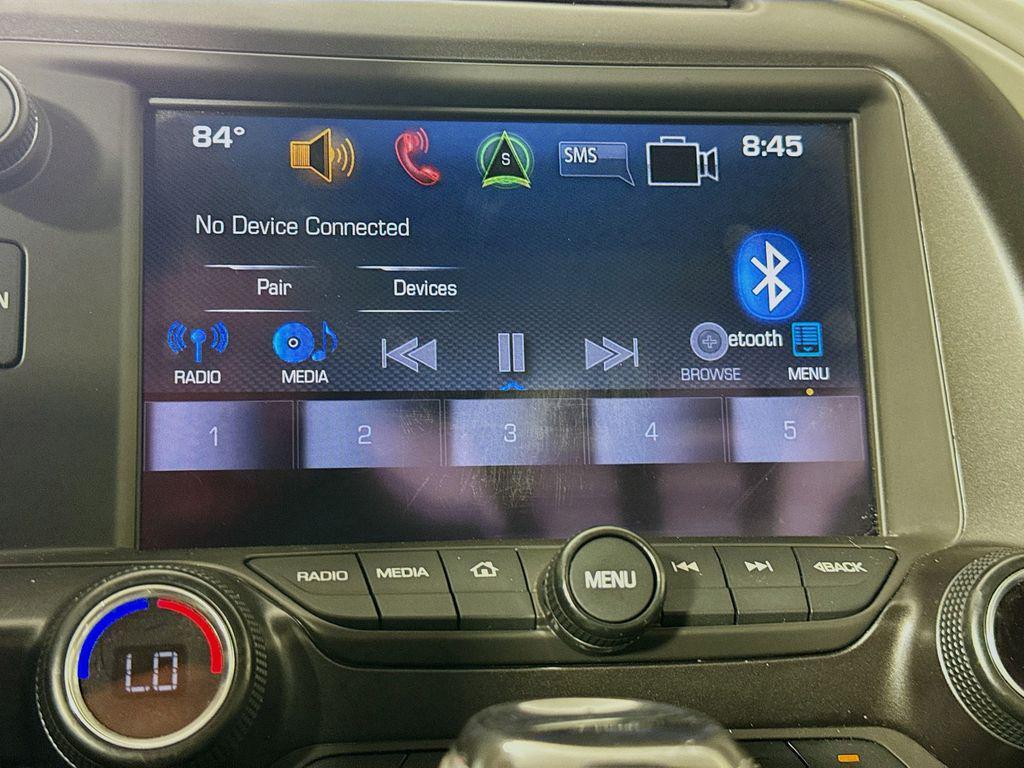 84°
S
SMS
8:45
No Device Connected
Pair
Devices
etooth
RADIO
MEDIA
BROWSE
MENU
1
2
3
4
5
N
RADIO
MEDIA
MENU
BACK
LO